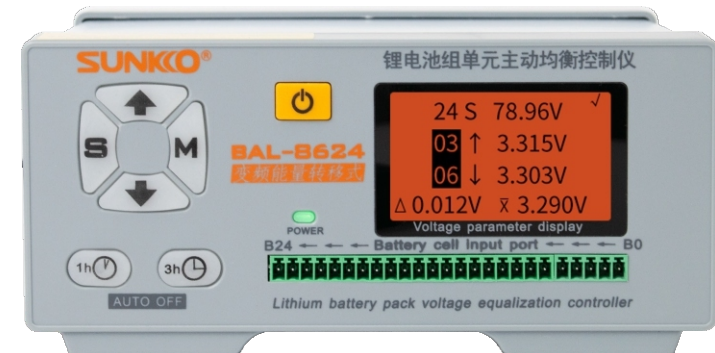 SUNKKO®
锂电池组单元主动均衡控制仪
S M
BAL-8624
变频能量转移式
24 S 78.96V √
03 ↑ 3.315V
06 ↓ 3.303V
Δ 0.012V x̄ 3.290V
Voltage parameter display
POWER
B24 ← ← ← Battery cell Input port ← ← ← B0
1h 3h
AUTO OFF
Lithium battery pack voltage equalization controller